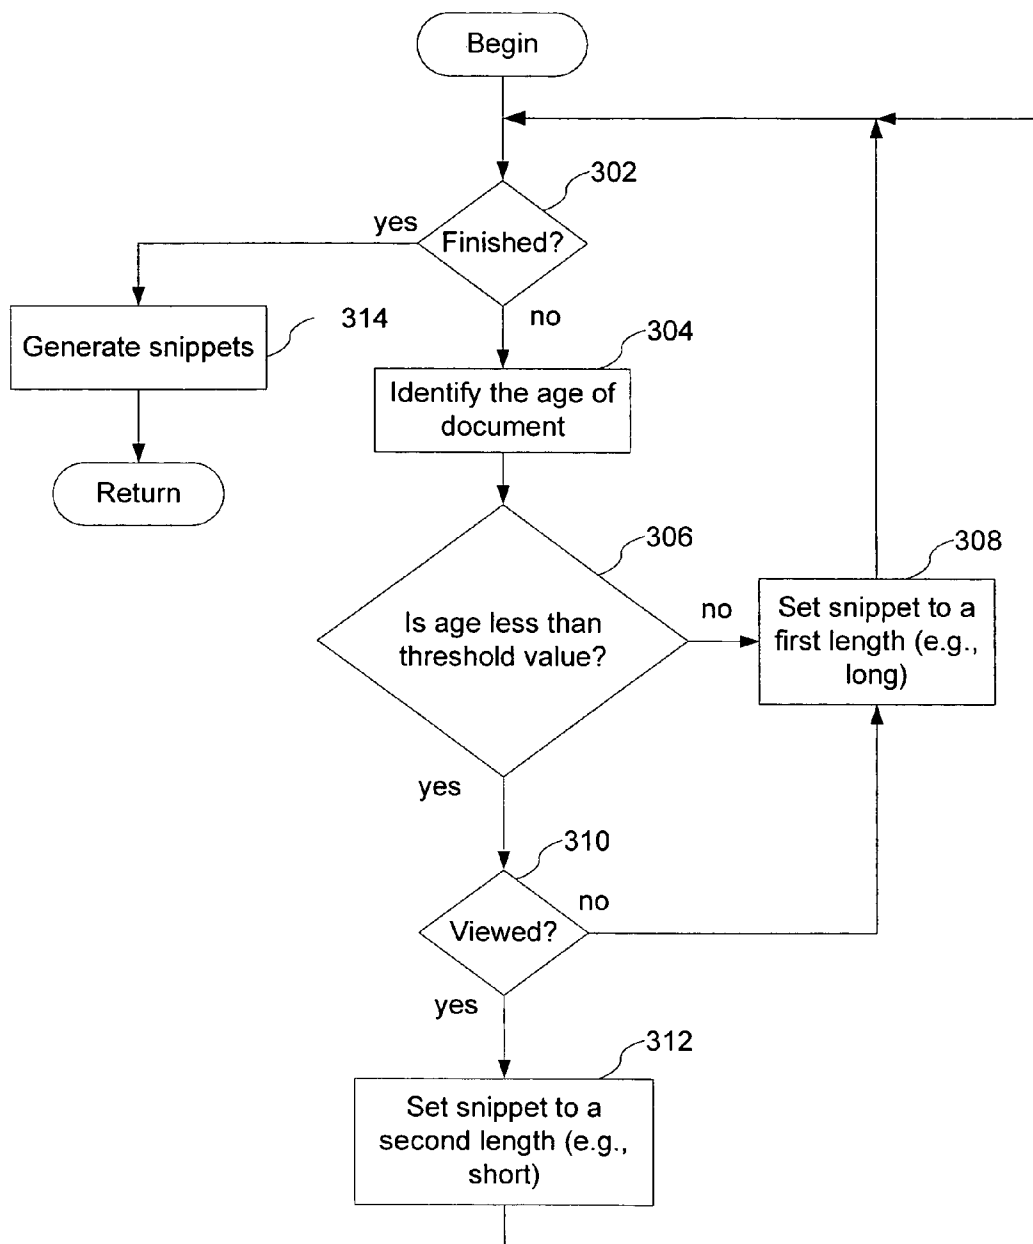 Begin
302
yes
Finished?
no
314
Generate snippets
304
Identify the age of
document
Return
306
Is age less than
threshold value?
no
308
Set snippet to a
first length (e.g.,
long)
yes
310
no
Viewed?
yes
312
Set snippet to a
second length (e.g.,
short)